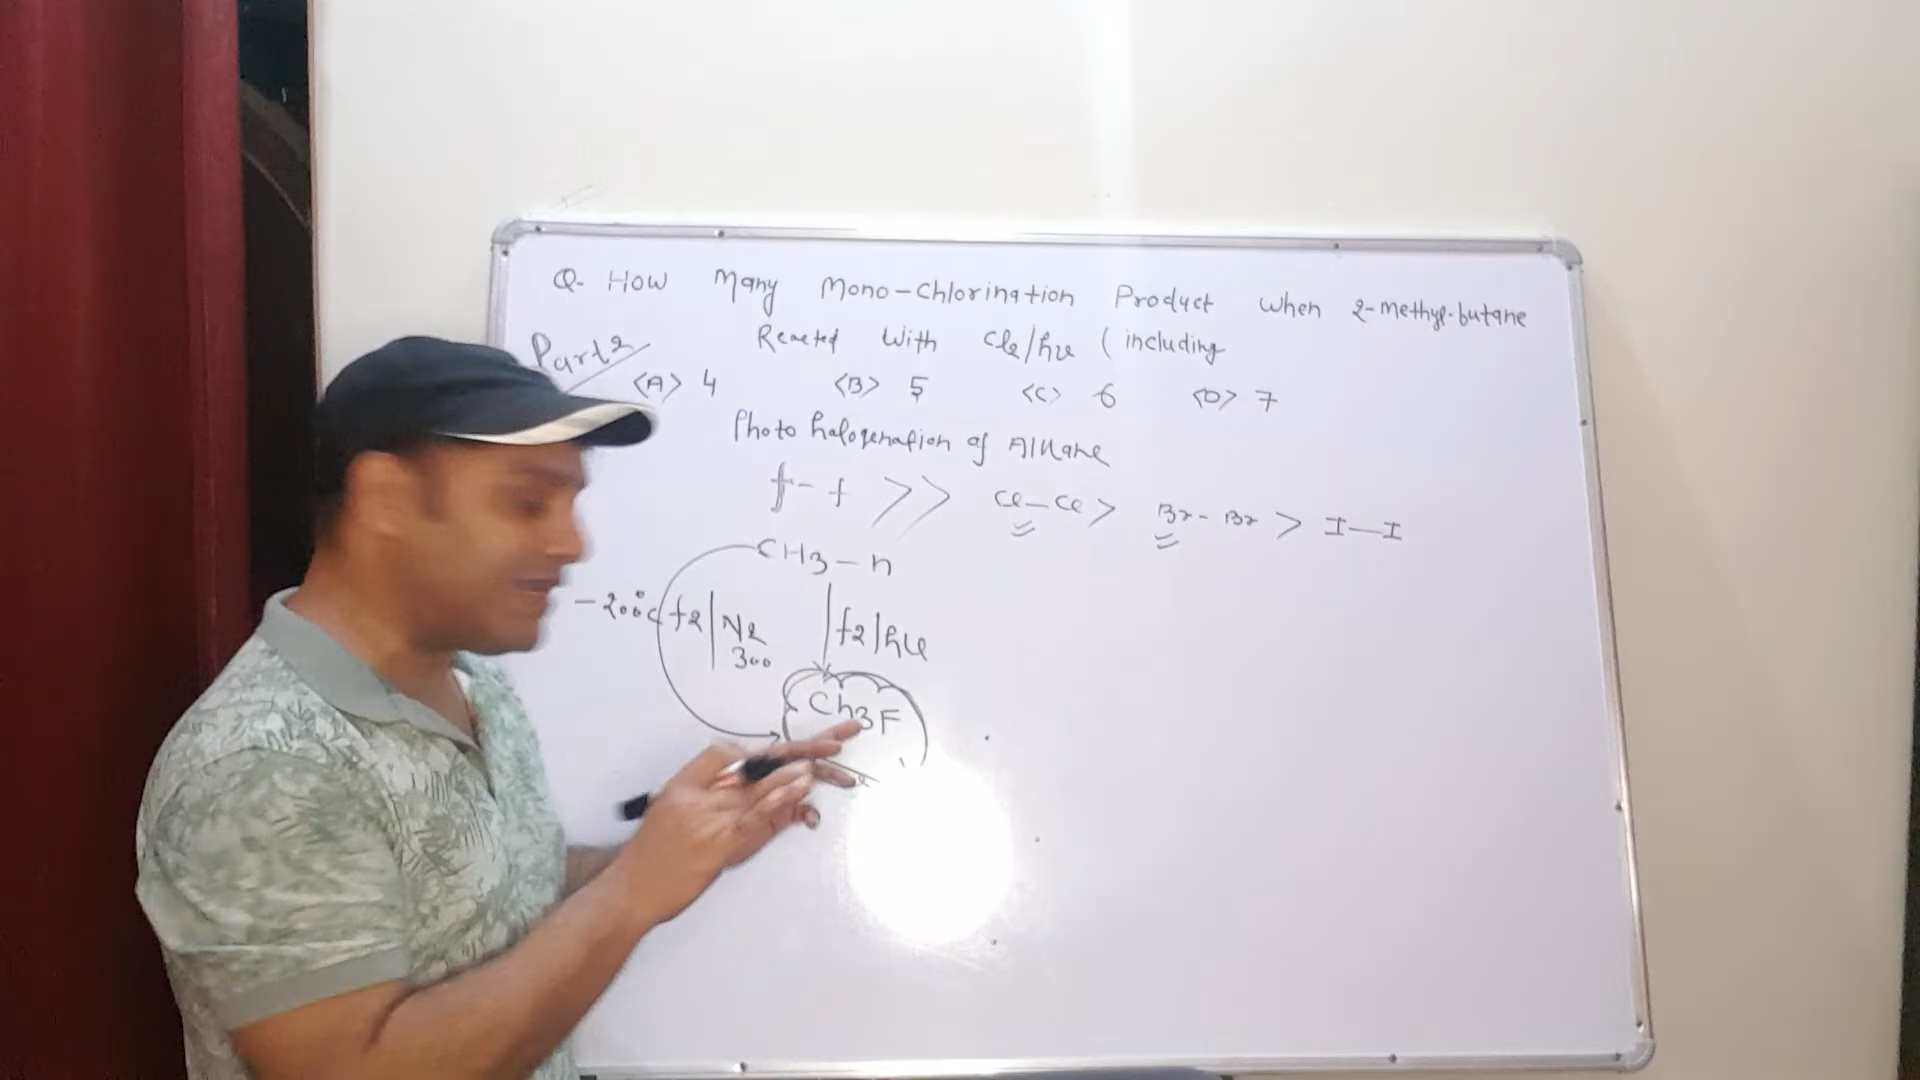 Q- How Many Mono-Chlorination Product when 2-methyl-butane
Reacted With Cl2/hν (including
Part 2
<A> 4 <B> 5 <C> 6 <D> 7
Photo halogenation of Alkane
f-f >> Cl-Cl > Br-Br > I-I
CH3-H
-200°C f2 N2 f2 hν
300
Ch3F